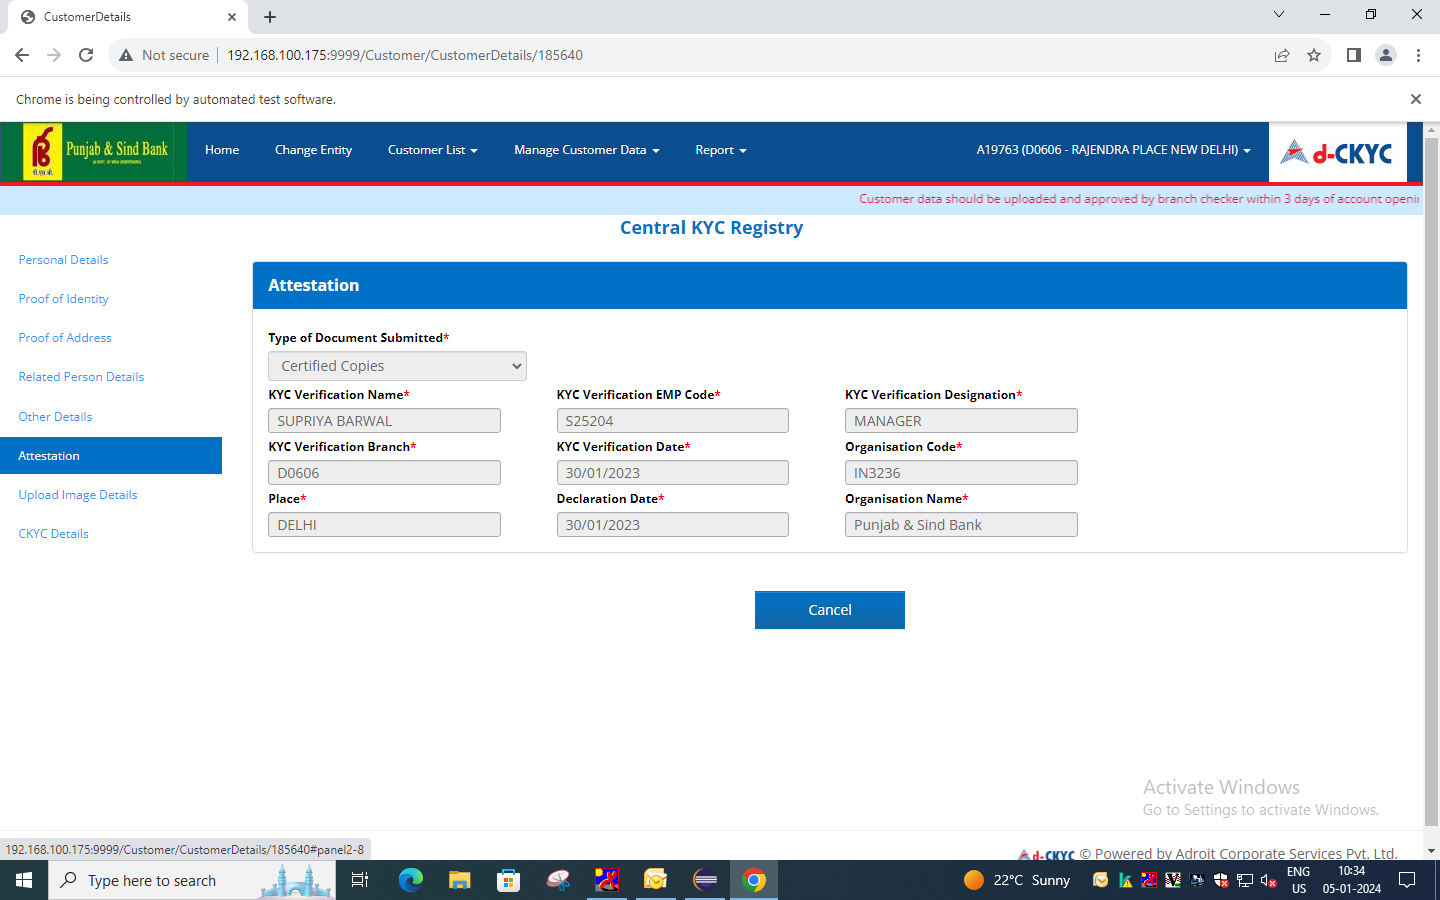 CustomerDetails
Not secure 192.168.100.175:9999/Customer/CustomerDetails/185640
Chrome is being controlled by automated test software.
Punjab & Sind Bank
पी.एस.बी.
Home Change Entity Customer List Manage Customer Data Report A19763 (D0606 - RAJENDRA PLACE NEW DELHI)
d-CKYC
Customer data should be uploaded and approved by branch checker within 3 days of account openi
Central KYC Registry
Personal Details
Proof of Identity
Proof of Address
Related Person Details
Other Details
Attestation
Upload Image Details
CKYC Details
Attestation
Type of Document Submitted*
Certified Copies
KYC Verification Name* KYC Verification EMP Code* KYC Verification Designation*
SUPRIYA BARWAL S25204 MANAGER
KYC Verification Branch* KYC Verification Date* Organisation Code*
D0606 30/01/2023 IN3236
Place* Declaration Date* Organisation Name*
DELHI 30/01/2023 Punjab & Sind Bank
Cancel
Activate Windows
Go to Settings to activate Windows.
192.168.100.175:9999/Customer/CustomerDetails/185640#panel2-8
d-CKYC © Powered by Adroit Corporate Services Pvt. Ltd.
Type here to search
22°C Sunny
ENG
US
10:34
05-01-2024